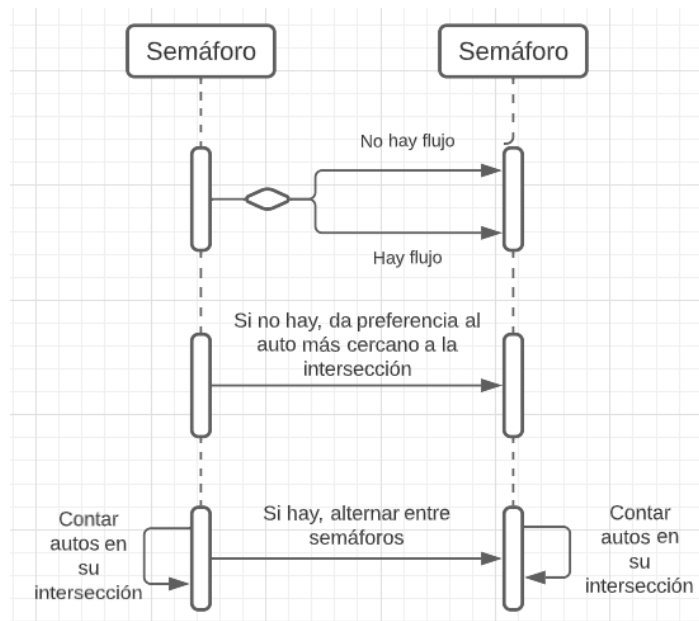 Semáforo
Semáforo
No hay flujo
Hay flujo
Si no hay, da preferencia al
auto más cercano a la
intersección
Contar
autos en
su
intersección
Si hay, alternar entre
semáforos
Contar
autos en
su
intersección